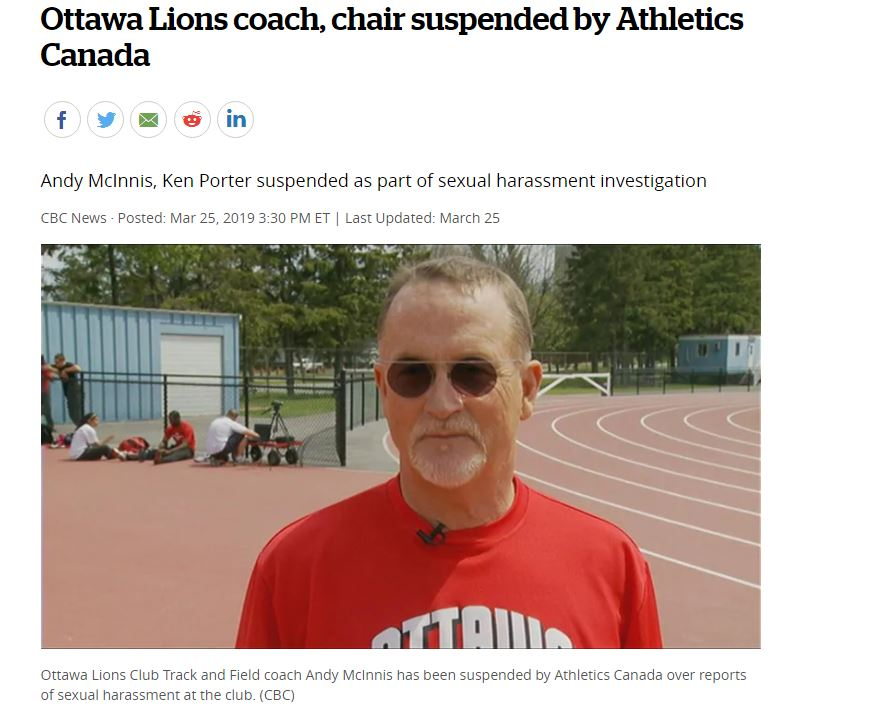 Ottawa Lions coach, chair suspended by Athletics
Canada
Andy McInnis, Ken Porter suspended as part of sexual harassment investigation
CBC News · Posted: Mar 25, 2019 3:30 PM ET | Last Updated: March 25
OTTAWA
Ottawa Lions Club Track and Field coach Andy McInnis has been suspended by Athletics Canada over reports
of sexual harassment at the club. (CBC)